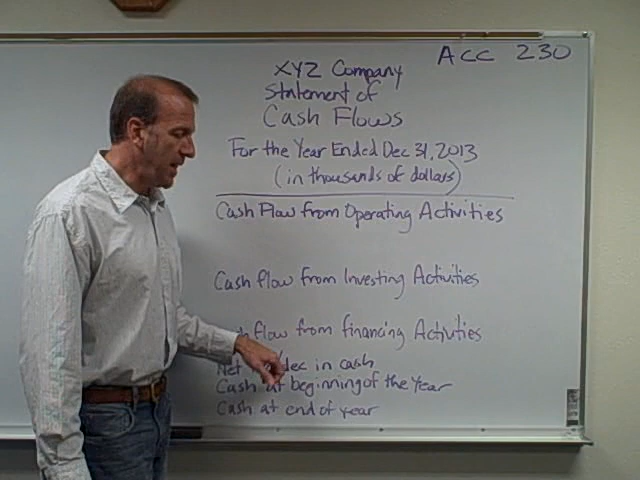 ACC 230
XYZ Company
Statement of
Cash Flows
For the Year Ended Dec 31, 2013
(in thousands of dollars)
Cash Flow from Operating Activities
Cash flow from Investing Activities
flow from financing Activities
Net /dec in cash
Cash at beginning of the Year
Cash at end of year